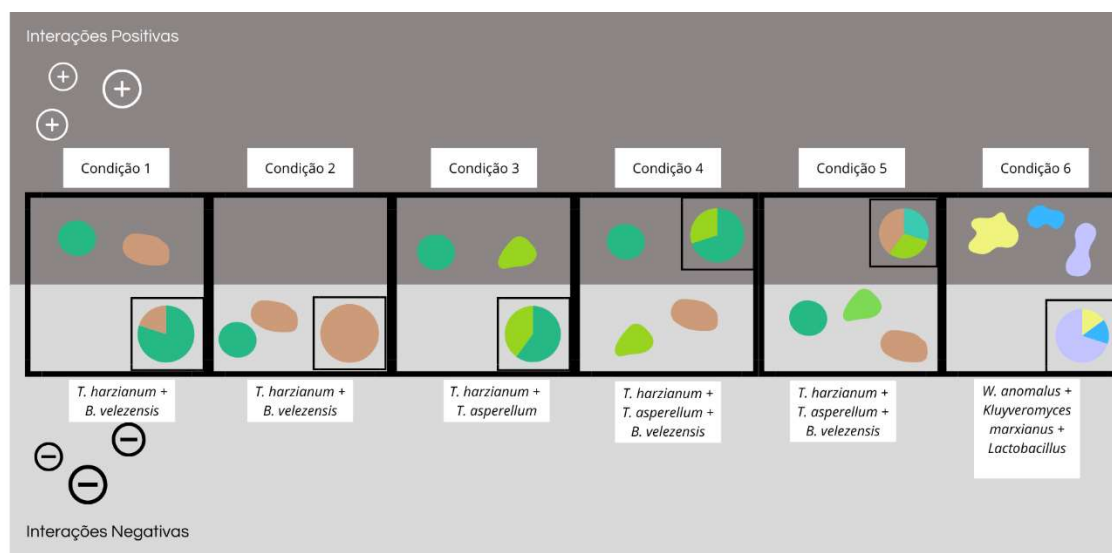 Interações Positivas
Condição 1
Condição 2
Condição 3
Condição 4
Condição 5
Condição 6
T. harzianum +
B. velezensis
T. harzianum +
B. velezensis
T. harzianum +
T. asperellum
T. harzianum +
T. asperellum +
B. velezensis
T. harzianum +
T. asperellum +
B. velezensis
W. anomalus +
Kluyveromyces
marxianus +
Lactobacillus
Interações Negativas